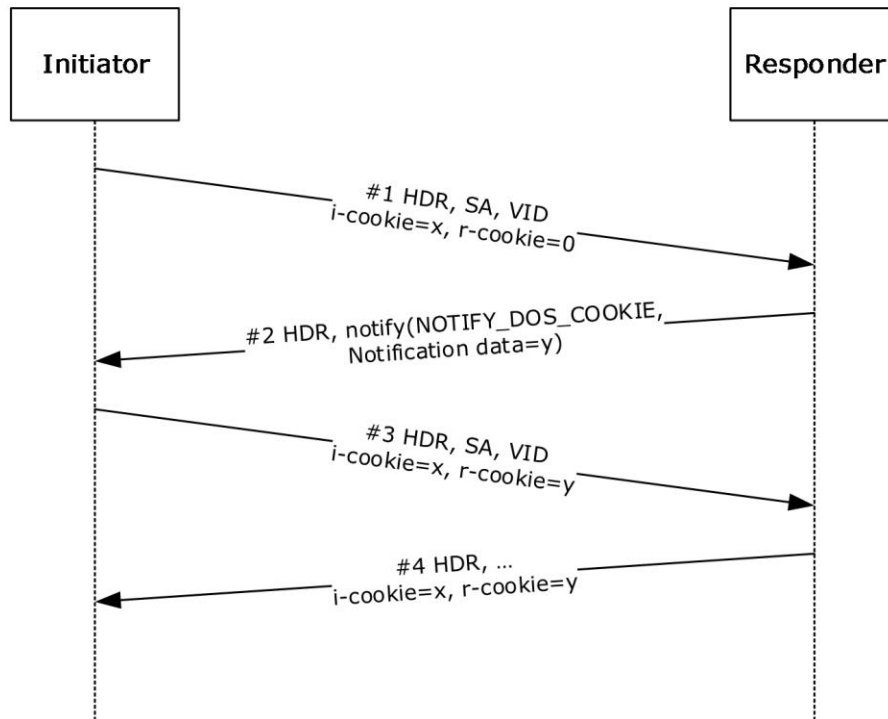 Initiator
Responder
#1 HDR, SA, VID
i-cookie=x, r-cookie=0
#2 HDR, notify(NOTIFY_DOS_COOKIE,
Notification data=y)
#3 HDR, SA, VID
i-cookie=x, r-cookie=y
#4 HDR, ...
i-cookie=x, r-cookie=y